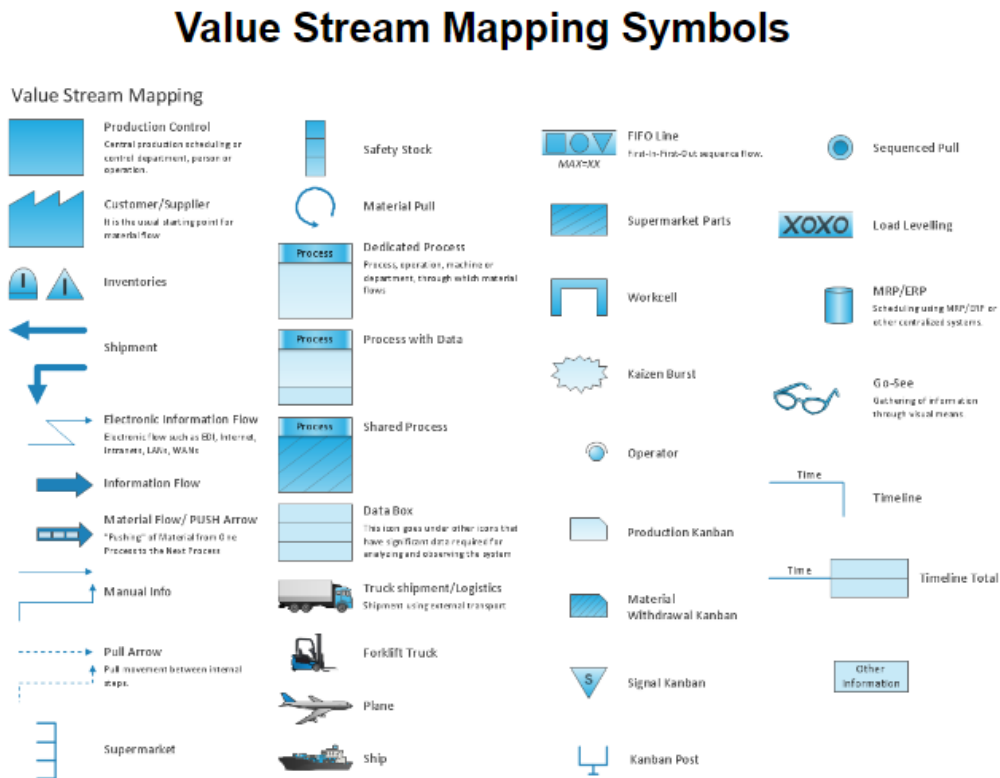 Value Stream Mapping Symbols
Value Stream Mapping
Production Control
Central production scheduling or
control department, person or
operation.
Customer/Supplier
It is the usual starting point for
material flow
I I
Inventories
Shipment
Electronic Information Flow
Electronic flow such as EDI, Internet,
Intranets, LANs, WANs
Information Flow
Material Flow/ PUSH Arrow
"Pushing" of Material from One
Process to the Next Process
Manual Info
Pull Arrow
Pull movement between internal
steps.
Supermarket
Safety Stock
Material Pull
Process
Dedicated Process
Process, operation, machine or
department, through which material
flows
Process
Process with Data
Process
Shared Process
Data Box
This icon goes under other icons that
have significant data required for
analyzing and observing the system
Truck shipment/Logistics
Shipment using external transport
Forklift Truck
Plane
Ship
MAX=XX
FIFO Line
First-In-First-Out sequence flow.
Supermarket Parts
Workcell
Kaizen Burst
Operator
Production Kanban
Material
Withdrawal Kanban
S
Signal Kanban
Kanban Post
Sequenced Pull
XOXO
Load Levelling
MRP/ERP
Scheduling using MRP/ERP or
other centralized systems.
Go-See
Gathering of information
through visual means
Time
Timeline
Time
Timeline Total
Other
Information